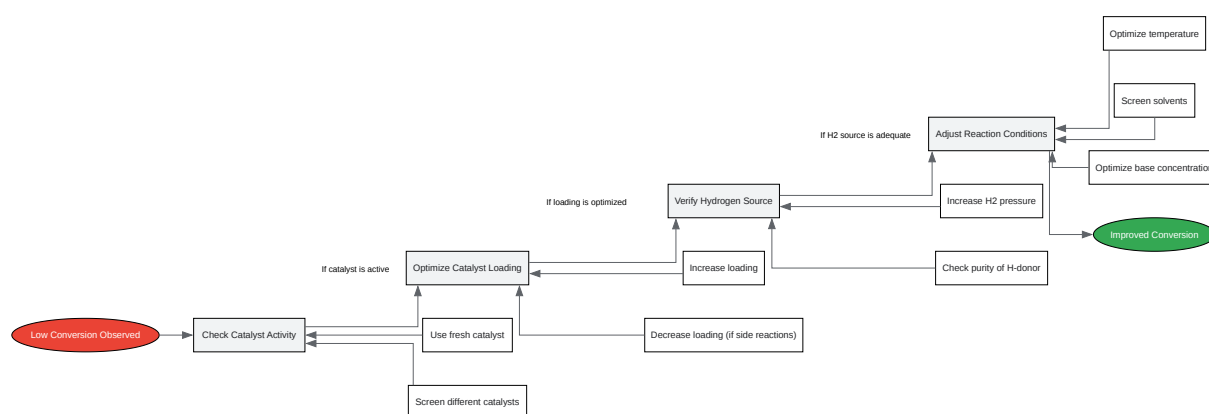 Optimize temperature
Screen solvents
If H2 source is adequate
Adjust Reaction Conditions
Optimize base concentration
If loading is optimized
Verify Hydrogen Source
Increase H2 pressure
Improved Conversion
If catalyst is active
Optimize Catalyst Loading
Increase loading
Check purity of H-donor
Low Conversion Observed
Check Catalyst Activity
Use fresh catalyst
Decrease loading (if side reactions)
Screen different catalysts